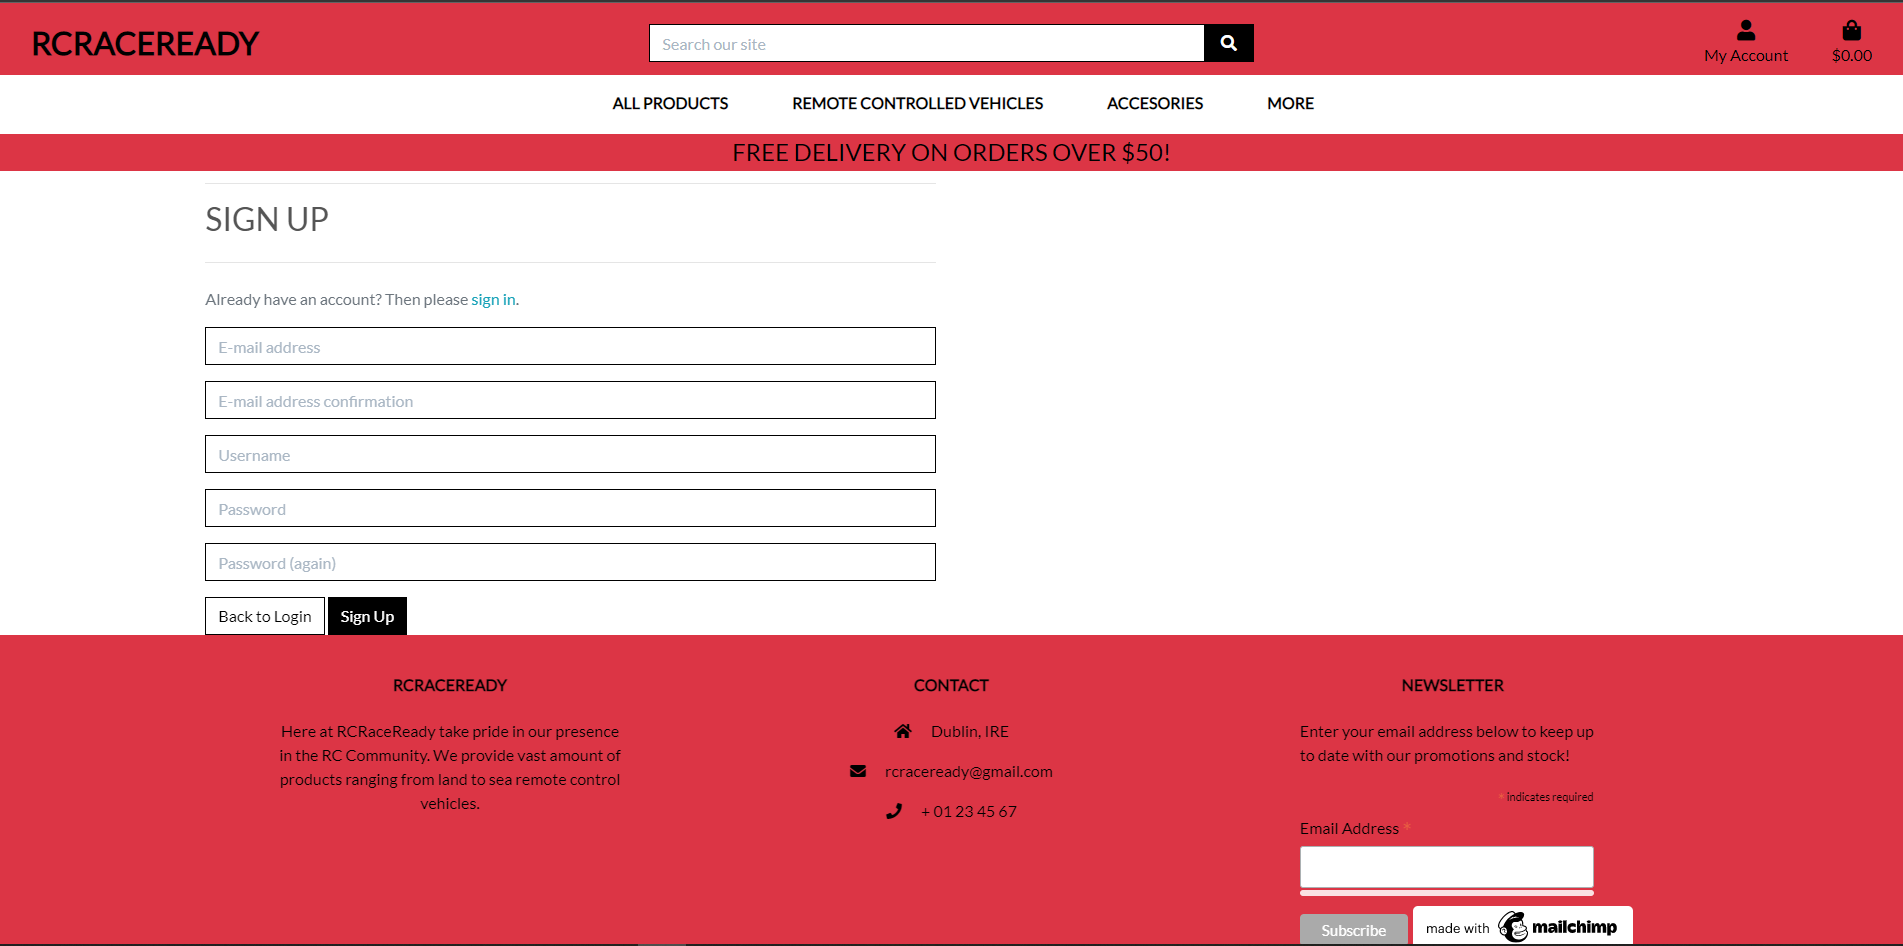 RCRACEREADY
Search our site
My Account
$0.00
ALL PRODUCTS
REMOTE CONTROLLED VEHICLES
ACCESORIES
MORE
FREE DELIVERY ON ORDERS OVER $50!
SIGN UP
Already have an account? Then please sign in.
E-mail address
E-mail address confirmation
Username
Password
Password (again)
Back to Login
Sign Up
RCRACEREADY
Here at RCRaceReady take pride in our presence
in the RC Community. We provide vast amount of
products ranging from land to sea remote control
vehicles.
CONTACT
Dublin, IRE
rcraceready@gmail.com
+ 01 23 45 67
NEWSLETTER
Enter your email address below to keep up
to date with our promotions and stock!
* indicates required
Email Address *
Subscribe
made with mailchimp